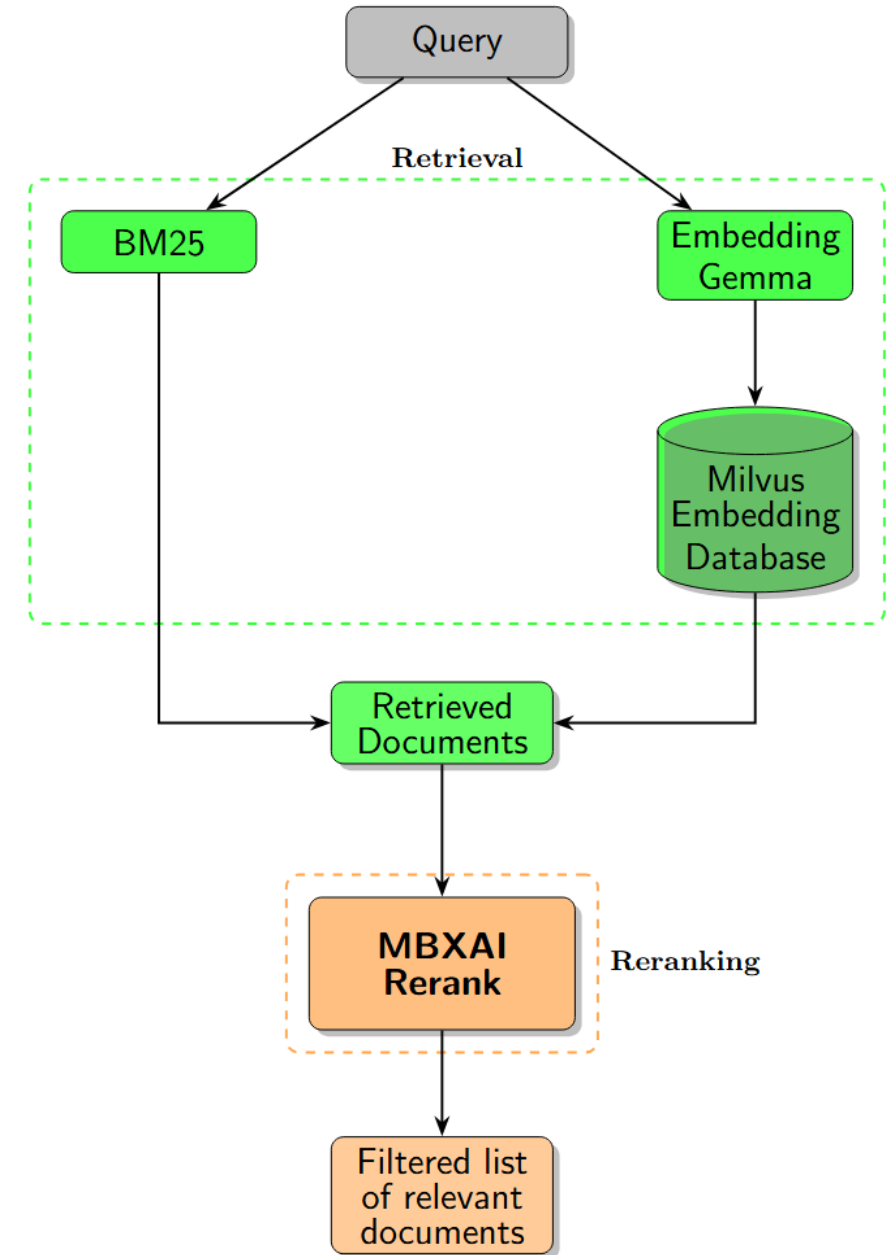 Query
Retrieval
BM25
Embedding
Gemma
Milvus
Embedding
Database
Retrieved
Documents
MBXAI
Rerank
Reranking
Filtered list
of relevant
documents